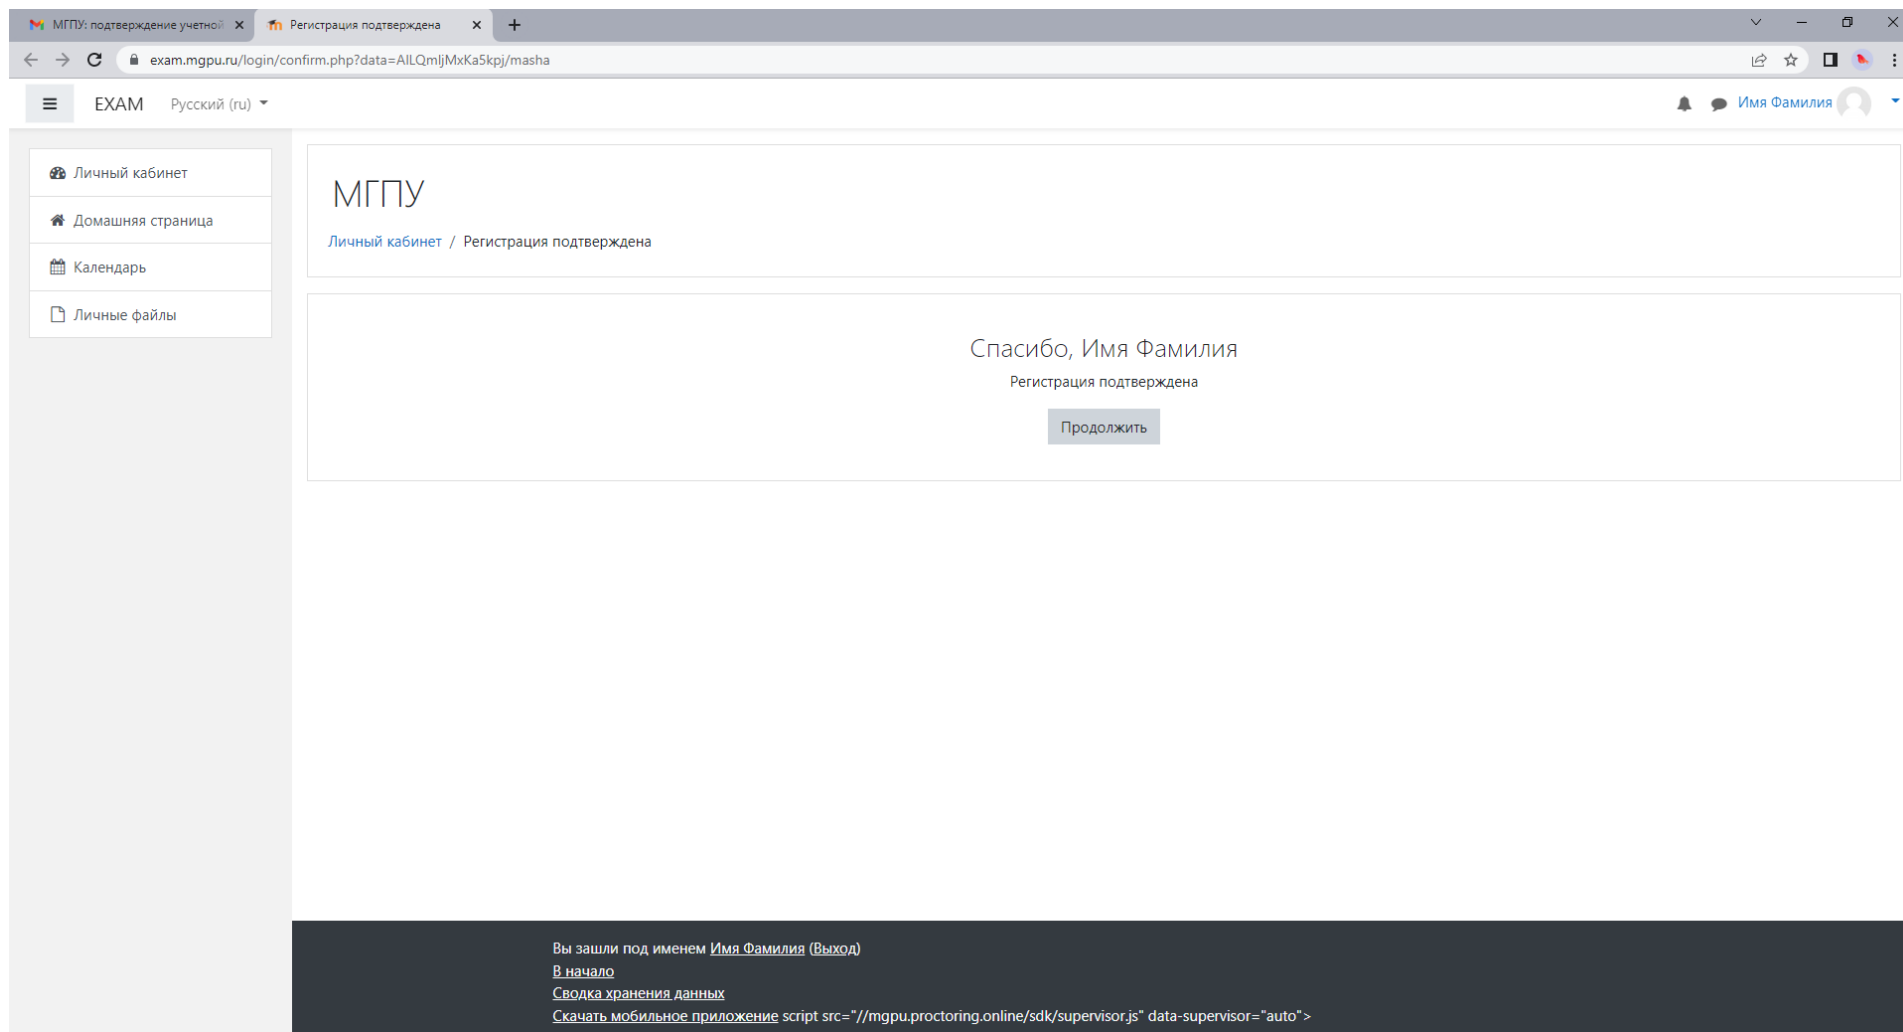 МГПУ: подтверждение учетной
Регистрация подтверждена
exam.mgpu.ru/login/confirm.php?data=AILQmIjMxKa5kpj/masha
EXAM Русский (ru)
Имя Фамилия
Личный кабинет
Домашняя страница
Календарь
Личные файлы
МГПУ
Личный кабинет / Регистрация подтверждена
Спасибо, Имя Фамилия
Регистрация подтверждена
Продолжить
Вы зашли под именем Имя Фамилия (Выход)
В начало
Сводка хранения данных
Скачать мобильное приложение script src="//mgpu.proctoring.online/sdk/supervisor.js" data-supervisor="auto">